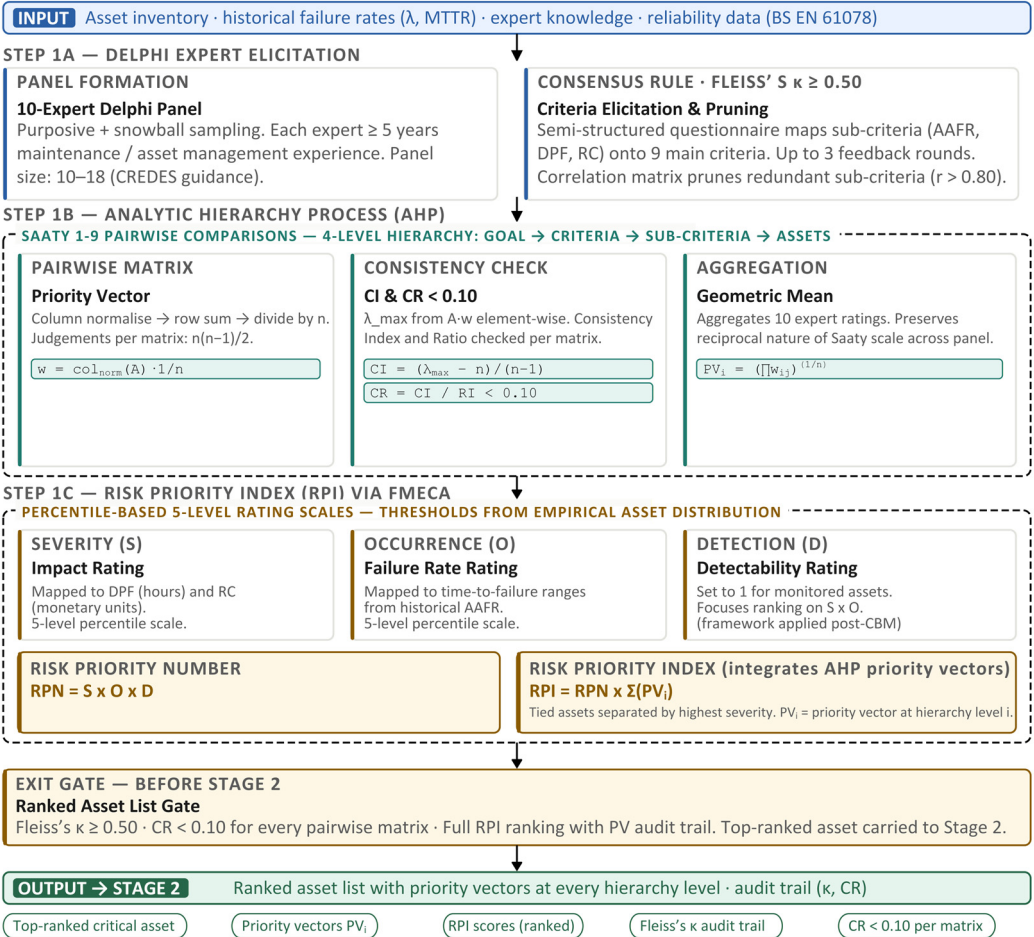 INPUT Asset inventory · historical failure rates (λ, MTTR) · expert knowledge · reliability data (BS EN 61078)
STEP 1A — DELPHI EXPERT ELICITATION
PANEL FORMATION
10-Expert Delphi Panel
Purposive + snowball sampling. Each expert ≥ 5 years
maintenance / asset management experience. Panel
size: 10–18 (CREDES guidance).
CONSENSUS RULE · FLEISS’ S κ ≥ 0.50
Criteria Elicitation & Pruning
Semi-structured questionnaire maps sub-criteria (AAFR,
DPF, RC) onto 9 main criteria. Up to 3 feedback rounds.
Correlation matrix prunes redundant sub-criteria (r > 0.80).
STEP 1B — ANALYTIC HIERARCHY PROCESS (AHP)
SAATY 1-9 PAIRWISE COMPARISONS — 4-LEVEL HIERARCHY: GOAL → CRITERIA → SUB-CRITERIA → ASSETS
PAIRWISE MATRIX
Priority Vector
Column normalise → row sum → divide by n.
Judgements per matrix: n(n−1)/2.
w = colₙₒᵣₘ(A)·1/n
CONSISTENCY CHECK
CI & CR < 0.10
λ_max from A·w element-wise. Consistency
Index and Ratio checked per matrix.
CI = (λₘₐₓ − n)/(n−1)
CR = CI / RI < 0.10
AGGREGATION
Geometric Mean
Aggregates 10 expert ratings. Preserves
reciprocal nature of Saaty scale across panel.
PVᵢ = (∏wᵢⱼ)⁽¹/ⁿ⁾
STEP 1C — RISK PRIORITY INDEX (RPI) VIA FMECA
PERCENTILE-BASED 5-LEVEL RATING SCALES — THRESHOLDS FROM EMPIRICAL ASSET DISTRIBUTION
SEVERITY (S)
Impact Rating
Mapped to DPF (hours) and RC
(monetary units).
5-level percentile scale.
OCCURRENCE (O)
Failure Rate Rating
Mapped to time-to-failure ranges
from historical AAFR.
5-level percentile scale.
DETECTION (D)
Detectability Rating
Set to 1 for monitored assets.
Focuses ranking on S x O.
(framework applied post-CBM)
RISK PRIORITY NUMBER
RPN = S x O x D
RISK PRIORITY INDEX (integrates AHP priority vectors)
RPI = RPN x Σ(PVᵢ)
Tied assets separated by highest severity. PVᵢ = priority vector at hierarchy level i.
EXIT GATE — BEFORE STAGE 2
Ranked Asset List Gate
Fleiss’s κ ≥ 0.50 · CR < 0.10 for every pairwise matrix · Full RPI ranking with PV audit trail. Top-ranked asset carried to Stage 2.
OUTPUT → STAGE 2 Ranked asset list with priority vectors at every hierarchy level · audit trail (κ, CR)
Top-ranked critical asset
Priority vectors PVᵢ
RPI scores (ranked)
Fleiss’s κ audit trail
CR < 0.10 per matrix